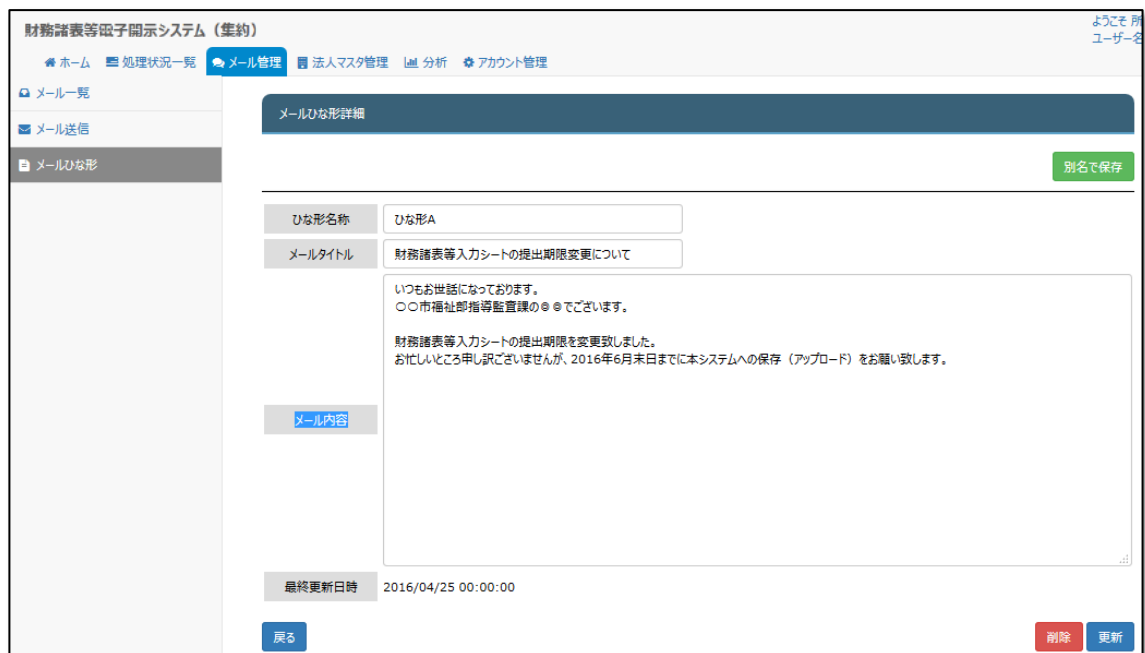 財務諸表等電子開示システム（集約）
ようこそ 所
ユーザー名
ホーム 処理状況一覧 メール管理 法人マスタ管理 分析 アカウント管理
メール一覧
メール送信
メールひな形
メールひな形詳細
別名で保存
ひな形名称 ひな形A
メールタイトル 財務諸表等入力シートの提出期限変更について
いつもお世話になっております。
○○市福祉部指導監査課の◎◎でございます。
財務諸表等入力シートの提出期限を変更致しました。
お忙しいところ申し訳ございませんが、2016年6月末日までに本システムへの保存（アップロード）をお願い致します。
メール内容
最終更新日時 2016/04/25 00:00:00
戻る 削除 更新